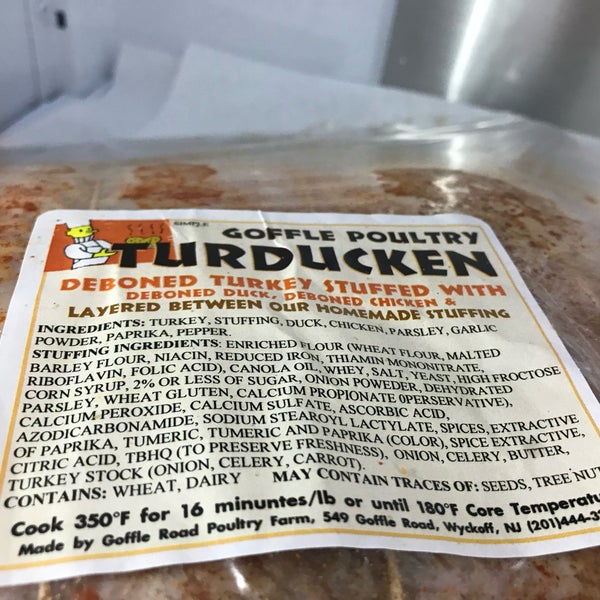 SIMPLE
GOFFLE POULTRY
TURDUCKEN
DEBONED TURKEY STUFFED WITH
DEBONED DUCK, DEBONED CHICKEN &
LAYERED BETWEEN OUR HOMEMADE STUFFING
INGREDIENTS: TURKEY, STUFFING, DUCK, CHICKEN, PARSLEY, GARLIC
POWDER, PAPRIKA, PEPPER.
STUFFING INGREDIENTS: ENRICHED FLOUR (WHEAT FLOUR, MALTED
BARLEY FLOUR, NIACIN, REDUCED IRON, THIAMIN MONONITRATE,
RIBOFLAVIN, FOLIC ACID), CANOLA OIL, WHEY, SALT, YEAST, HIGH FROCTOSE
CORN SYRUP, 2% OR LESS OF SUGAR, ONION POWEDER, DEHYDRATED
PARSLEY, WHEAT GLUTEN, CALCIUM PROPIONATE 0PERSERVATIVE),
CALCIUM PEROXIDE, CALCIUM SULFATE, ASCORBIC ACID,
AZODICARBONAMIDE, SODIUM STEAROYL LACTYLATE, SPICES, EXTRACTIVE
OF PAPRIKA, TUMERIC, TUMERIC AND PAPRIKA (COLOR), SPICE EXTRACTIVE,
CITRIC ACID, TBHQ (TO PRESERVE FRESHNESS), ONION, CELERY, BUTTER,
TURKEY STOCK (ONION, CELERY, CARROT).
CONTAINS: WHEAT, DAIRY MAY CONTAIN TRACES OF: SEEDS, TREE NU
Cook 350°F for 16 minuntes/lb or until 180°F Core Temperatu
Made by Goffle Road Poultry Farm, 549 Goffle Road, Wyckoff, NJ (201)444-3